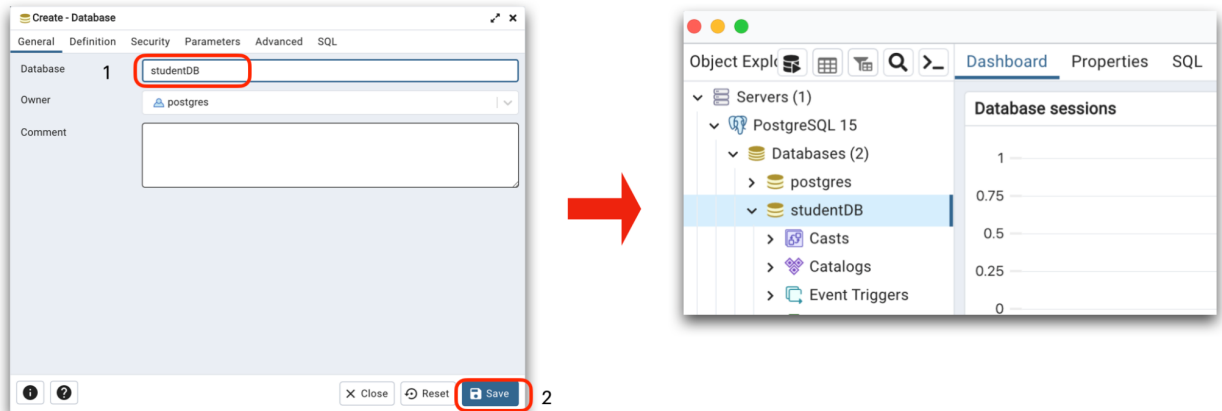 Create - Database
General Definition Security Parameters Advanced SQL
Database 1 studentDB
Owner postgres
Comment
Close Reset Save 2
Object Explo
Dashboard Properties SQL
Servers (1)
PostgreSQL 15
Databases (2)
postgres
studentDB
Casts
Catalogs
Event Triggers
Database sessions
1
0.75
0.5
0.25
0